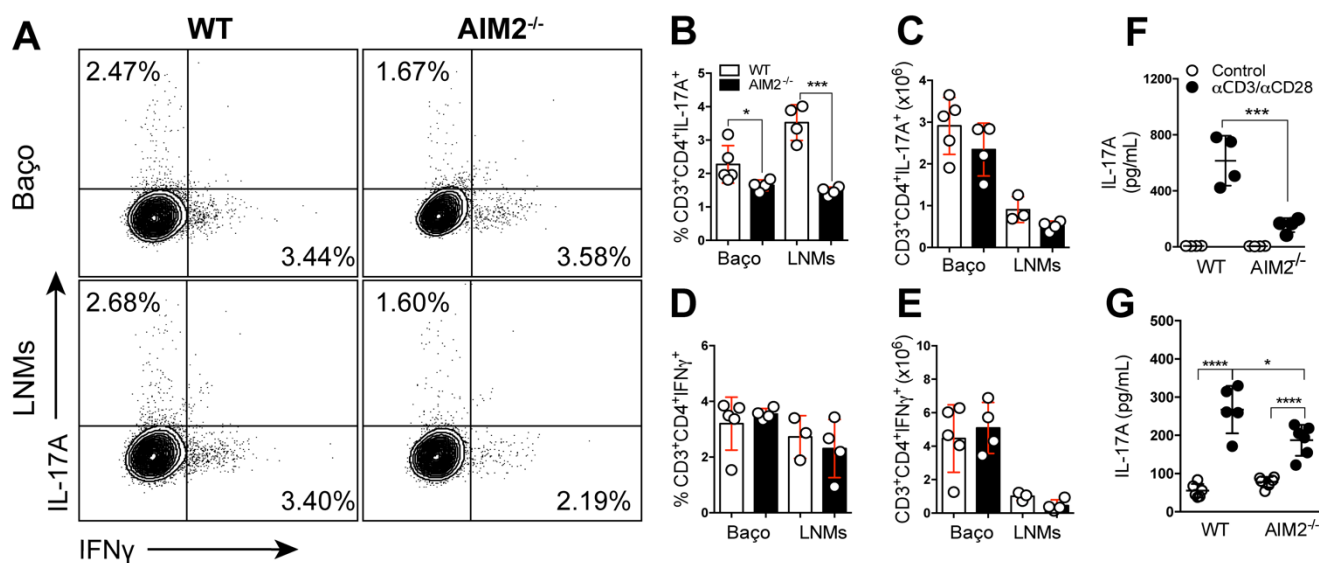 A
WT
AIM2-/-
Baço
2.47%
3.44%
1.67%
3.58%
LNMs
2.68%
3.40%
1.60%
2.19%
IL-17A
IFNγ
B
WT
AIM2-/-
% CD3+CD4+IL-17A+
5
4
3
2
1
0
*
***
Baço
LNMs
C
CD3+CD4+IL-17A+ (x10⁶)
4
3
2
1
0
Baço
LNMs
D
% CD3+CD4+IFNγ+
6
4
2
0
Baço
LNMs
E
CD3+CD4+IFNγ+ (x10⁶)
10
8
6
4
2
0
Baço
LNMs
F
Control
αCD3/αCD28
IL-17A
(pg/mL)
1200
800
400
0
***
WT
AIM2-/-
G
IL-17A (pg/mL)
500
400
300
200
100
0
****
*
****
WT
AIM2-/-